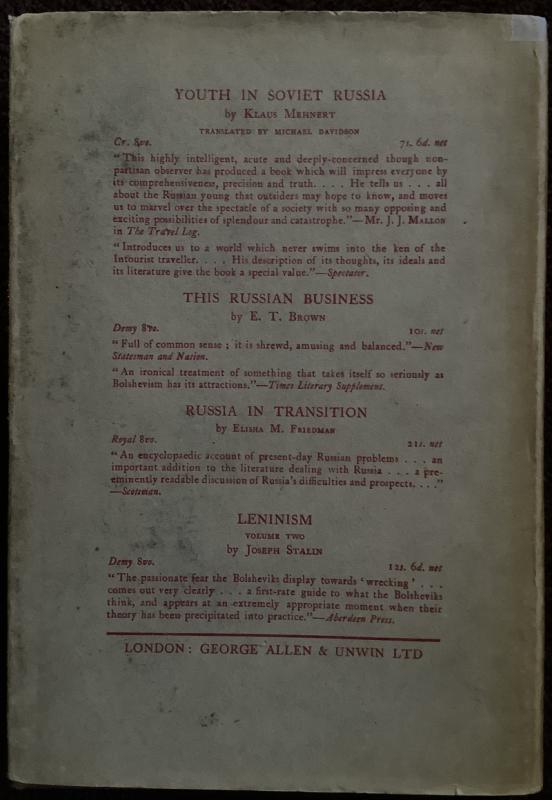 YOUTH IN SOVIET RUSSIA
by Klaus Mehnert
TRANSLATED BY MICHAEL DAVIDSON
Cr. 8vo. 7s. 6d. net
“This highly intelligent, acute and deeply-concerned though non-
partisan observer has produced a book which will impress everyone by
its comprehensiveness, precision and truth. . . . He tells us . . . all
about the Russian young that outsiders may hope to know, and moves
us to marvel over the spectacle of a society with so many opposing and
exciting possibilities of splendour and catastrophe.”—Mr. J. J. Mallon
in The Travel Log.
“Introduces us to a world which never swims into the ken of the
Intourist traveller. . . . His description of its thoughts, its ideals and
its literature give the book a special value.”—Spectator.
THIS RUSSIAN BUSINESS
by E. T. Brown
Demy 8vo. 10s. net
“Full of common sense ; it is shrewd, amusing and balanced.”—New
Statesman and Nation.
“An ironical treatment of something that takes itself so seriously as
Bolshevism has its attractions.”—Times Literary Supplement.
RUSSIA IN TRANSITION
by Elisha M. Friedman
Royal 8vo. 21s. net
“An encyclopaedic account of present-day Russian problems . . . an
important addition to the literature dealing with Russia . . . a pre-
eminently readable discussion of Russia's difficulties and prospects. . . .”
—Scotsman.
LENINISM
VOLUME TWO
by Joseph Stalin
Demy 8vo. 12s. 6d. net
“The passionate fear the Bolsheviks display towards ‘wrecking’ . . .
comes out very clearly . . . a first-rate guide to what the Bolsheviks
think, and appears at an extremely appropriate moment when their
theory has been precipitated into practice.”—Aberdeen Press.
LONDON: GEORGE ALLEN & UNWIN LTD